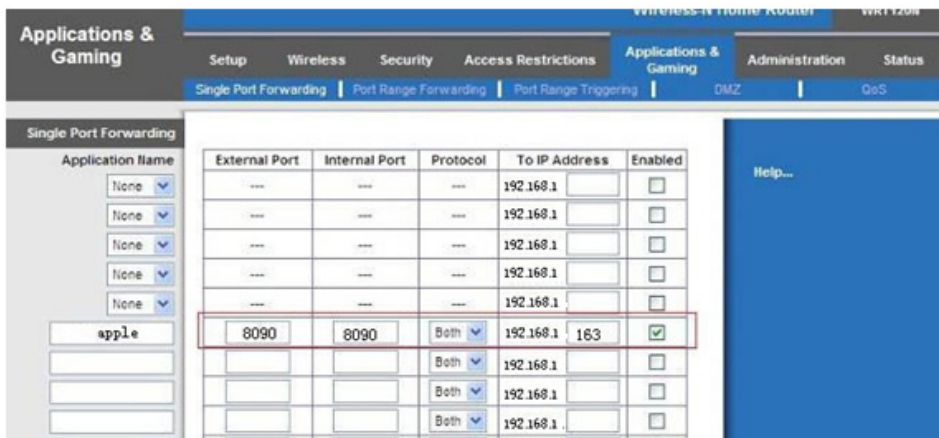 Wireless-N Home Router WRT120N
Applications &
Gaming
Setup Wireless Security Access Restrictions Applications & Gaming Administration Status
Single Port Forwarding Port Range Forwarding Port Range Triggering DMZ QoS
Single Port Forwarding
Application Name External Port Internal Port Protocol To IP Address Enabled
Help...
None --- --- --- 192.168.1
None --- --- --- 192.168.1
None --- --- --- 192.168.1
None --- --- --- 192.168.1
None --- --- --- 192.168.1
apple 8090 8090 Both 192.168.1 163
Both 192.168.1
Both 192.168.1
Both 192.168.1 .